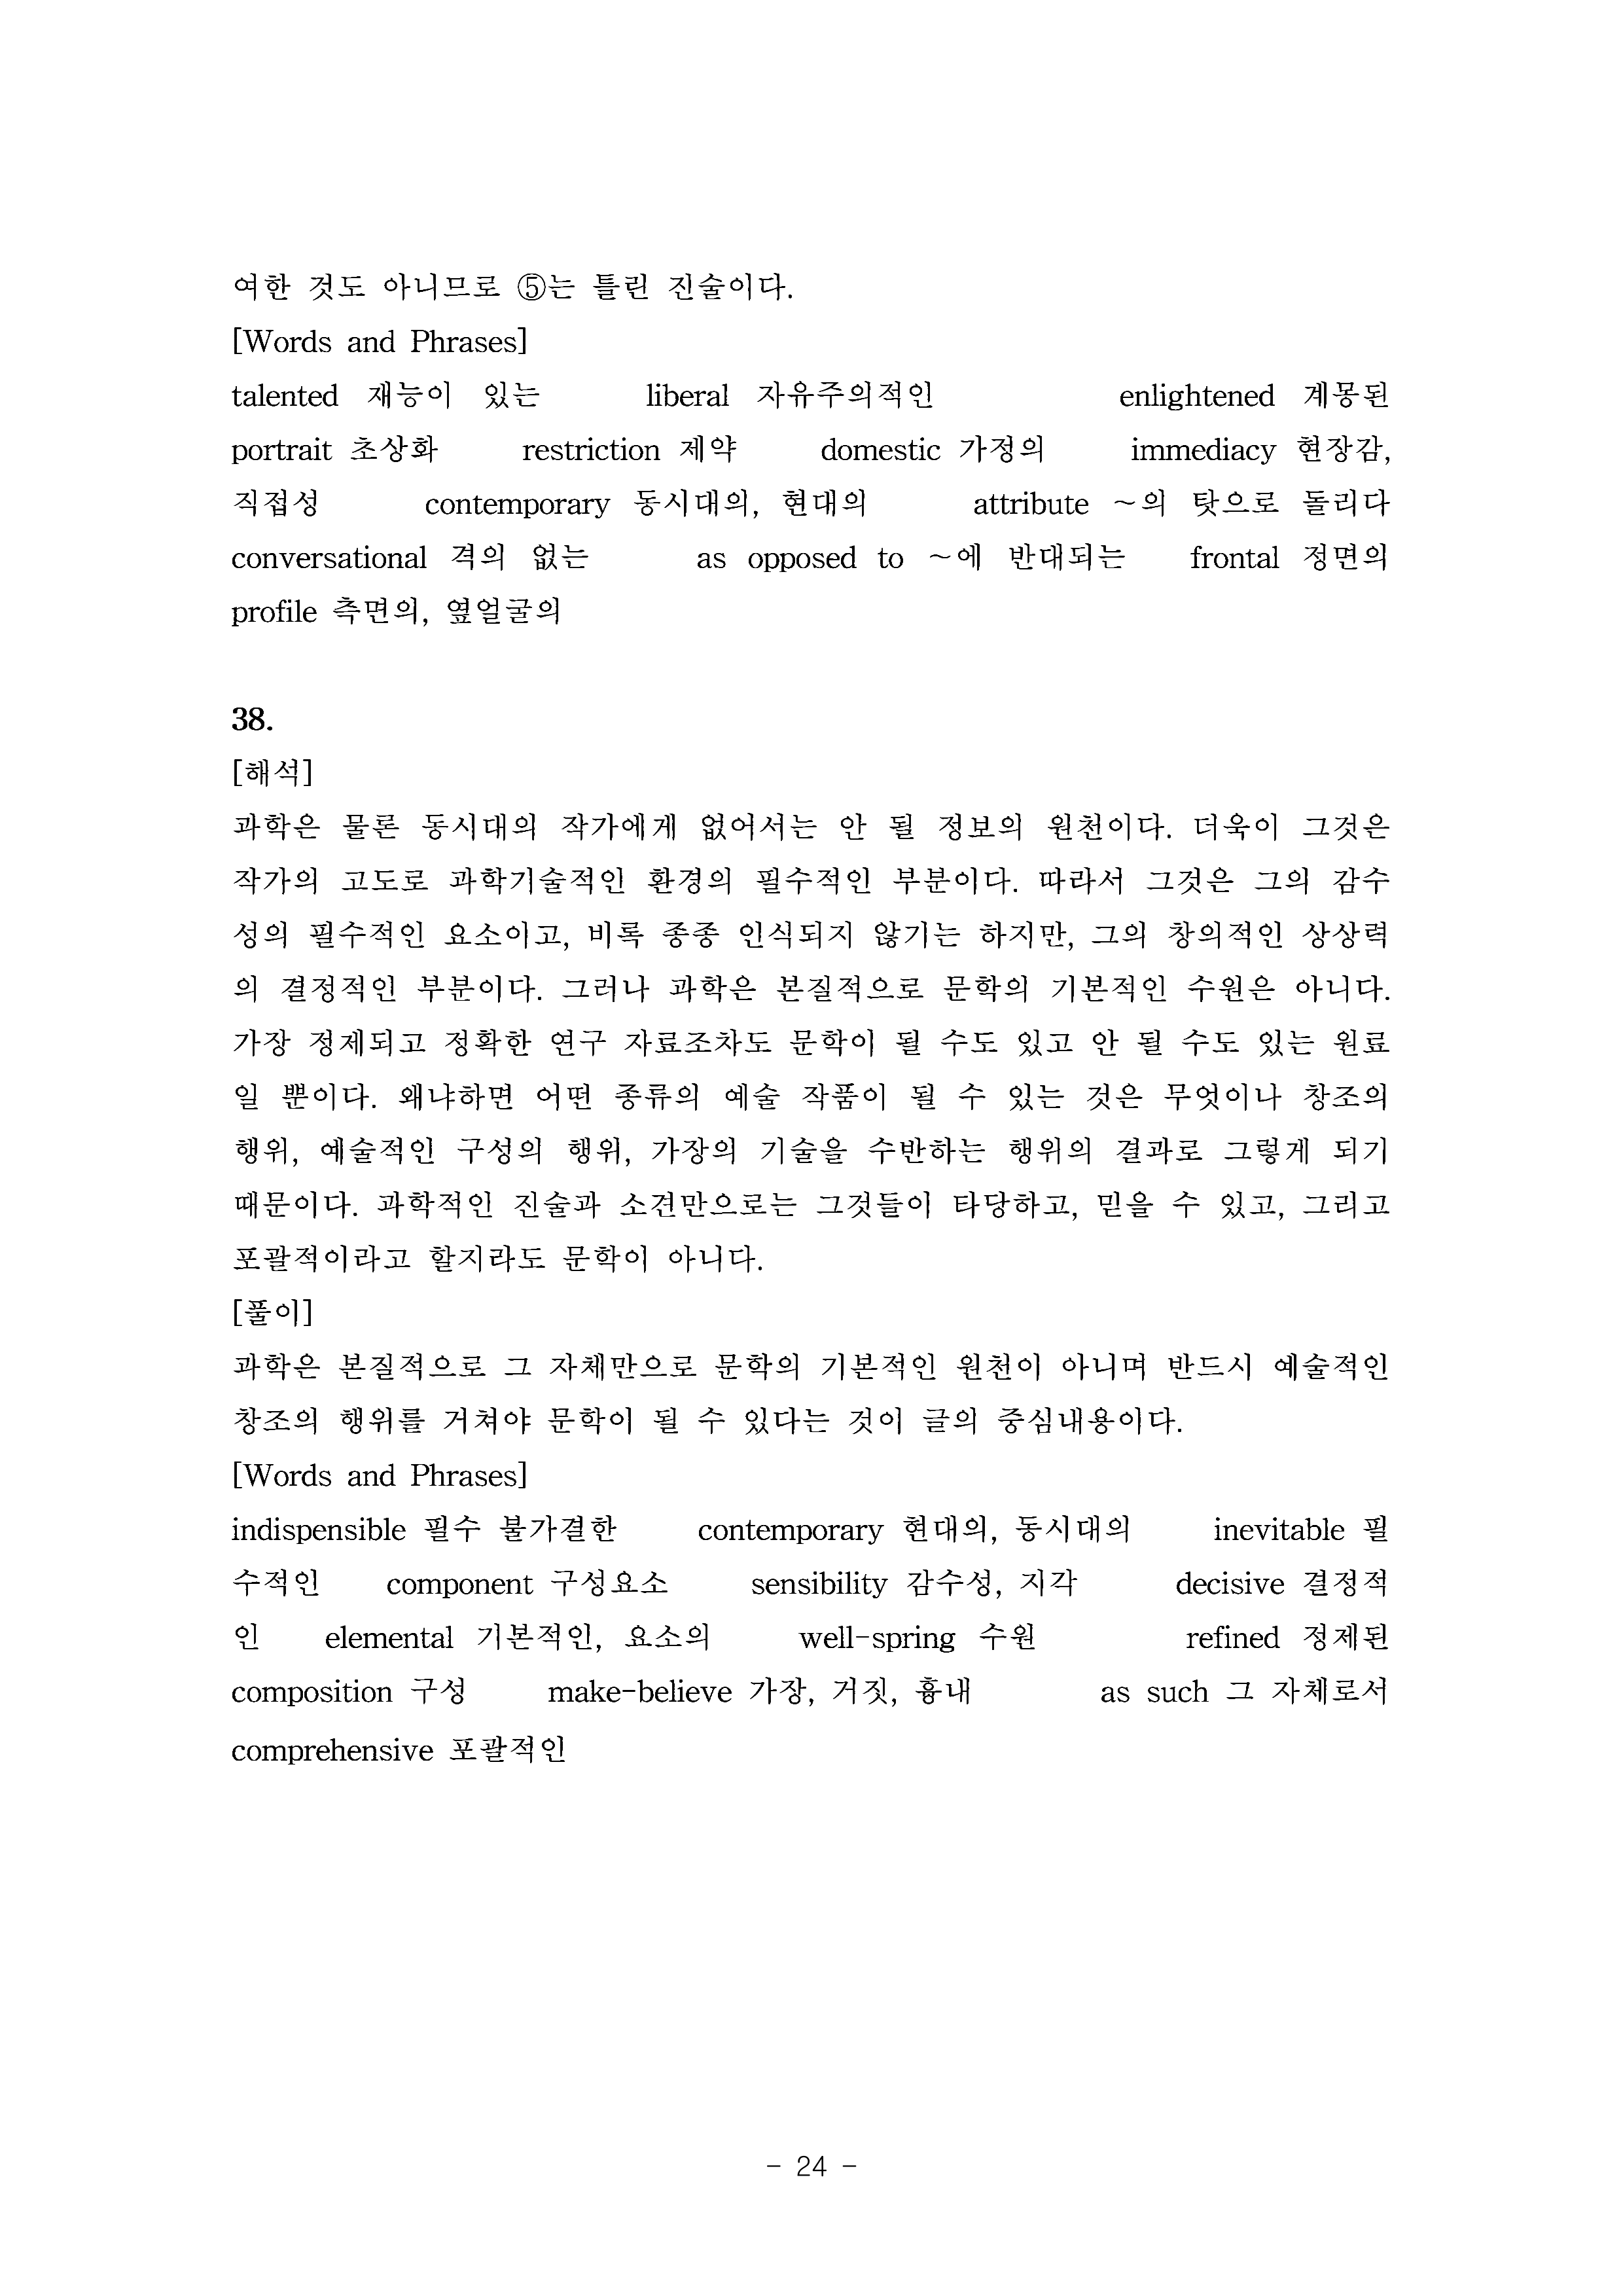 여한 것도 아니므로 ⑤는 틀린 진술이다.
[Words and Phrases]
talented 재능이 있는 liberal 자유주의적인 enlightened 계몽된
portrait 초상화 restriction 제약 domestic 가정의 immediacy 현장감,
직접성 contemporary 동시대의, 현대의 attribute ~의 탓으로 돌리다
conversational 격의 없는 as opposed to ~에 반대되는 frontal 정면의
profile 측면의, 옆얼굴의
38.
[해석]
과학은 물론 동시대의 작가에게 없어서는 안 될 정보의 원천이다. 더욱이 그것은
작가의 고도로 과학기술적인 환경의 필수적인 부분이다. 따라서 그것은 그의 감수
성의 필수적인 요소이고, 비록 종종 인식되지 않기는 하지만, 그의 창의적인 상상력
의 결정적인 부분이다. 그러나 과학은 본질적으로 문학의 기본적인 수원은 아니다.
가장 정제되고 정확한 연구 자료조차도 문학이 될 수도 있고 안 될 수도 있는 원료
일 뿐이다. 왜냐하면 어떤 종류의 예술 작품이 될 수 있는 것은 무엇이나 창조의
행위, 예술적인 구성의 행위, 가장의 기술을 수반하는 행위의 결과로 그렇게 되기
때문이다. 과학적인 진술과 소견만으로는 그것들이 타당하고, 믿을 수 있고, 그리고
포괄적이라고 할지라도 문학이 아니다.
[풀이]
과학은 본질적으로 그 자체만으로 문학의 기본적인 원천이 아니며 반드시 예술적인
창조의 행위를 거쳐야 문학이 될 수 있다는 것이 글의 중심내용이다.
[Words and Phrases]
indispensible 필수 불가결한 contemporary 현대의, 동시대의 inevitable 필
수적인 component 구성요소 sensibility 감수성, 지각 decisive 결정적
인 elemental 기본적인, 요소의 well-spring 수원 refined 정제된
composition 구성 make-believe 가장, 거짓, 흉내 as such 그 자체로서
comprehensive 포괄적인
- 24 -